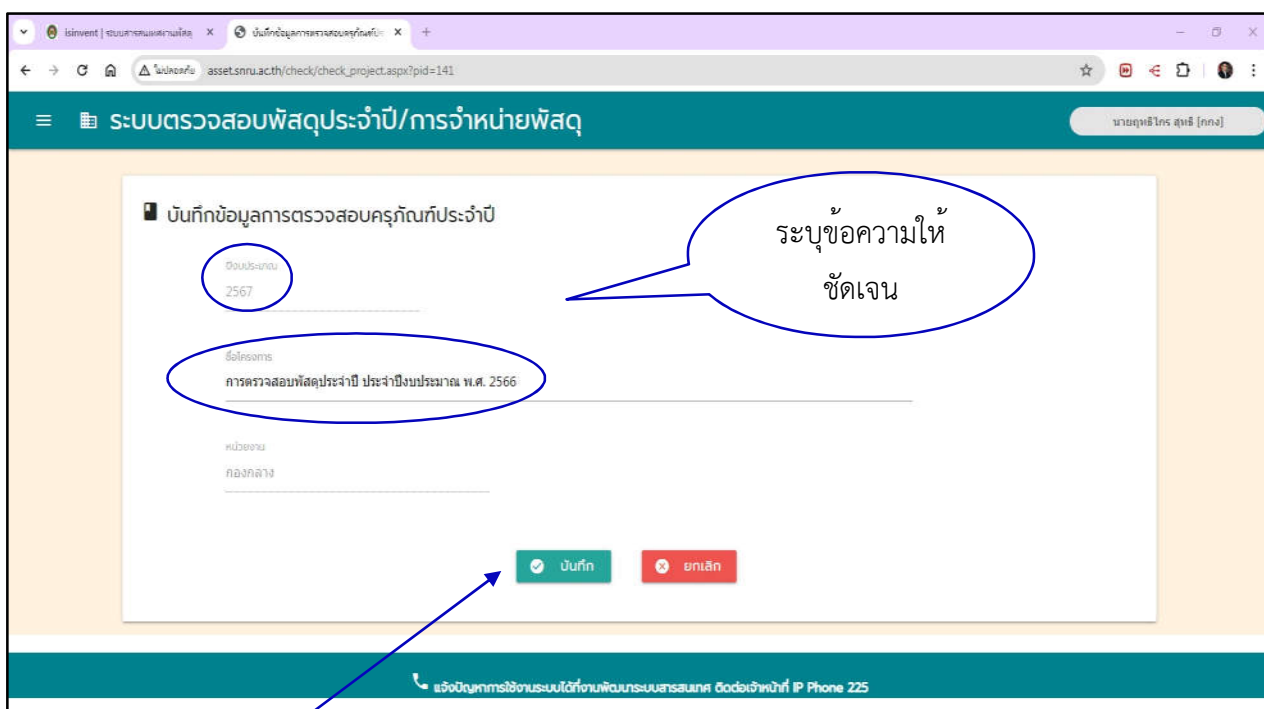 isinvent | ระบบสารสนเทศงานพัสดุ
บันทึกข้อมูลการตรวจสอบครุภัณฑ์ประ
ไม่ปลอดภัย asset.snru.ac.th/check/check_project.aspx?pid=141
ระบบตรวจสอบพัสดุประจำปี/การจำหน่ายพัสดุ
นายฤทธิไกร สุทธิ [กกง]
บันทึกข้อมูลการตรวจสอบครุภัณฑ์ประจำปี
ระบุข้อความให้
ชัดเจน
ปีงบประมาณ
2567
ชื่อโครงการ
การตรวจสอบพัสดุประจำปี ประจำปีงบประมาณ พ.ศ. 2566
หน่วยงาน
กองกลาง
บันทึก ยกเลิก
แจ้งปัญหาการใช้งานระบบได้ที่งานพัฒนาระบบสารสนเทศ ติดต่อเจ้าหน้าที่ IP Phone 225